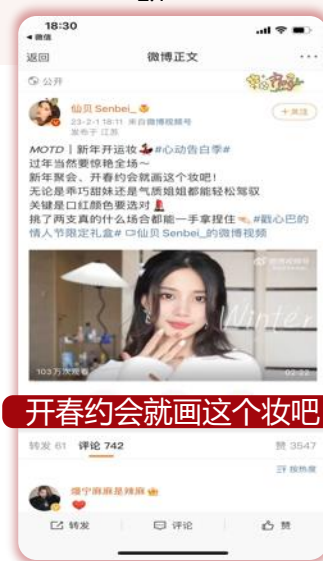 18:30
微信
返回
微博正文
公开
仙贝Senbei_
+关注
23-2-1 18:11 来自微博视频号
发布于 江苏
MOTD｜新年开运妆 #心动告白季#
过年当然要惊艳全场～
新年聚会、开春约会就画这个妆吧！
无论是乖巧甜妹还是气质姐姐都能轻松驾驭
关键是口红颜色要选对
挑了两支真的什么场合都能一手拿捏住 #戳心巴的
情人节限定礼盒# 仙贝Senbei_的微博视频
Winter
103万次观看
02:22
开春约会就画这个妆吧
转发 61 评论 742 赞 3547
按热度
转发 评论 赞